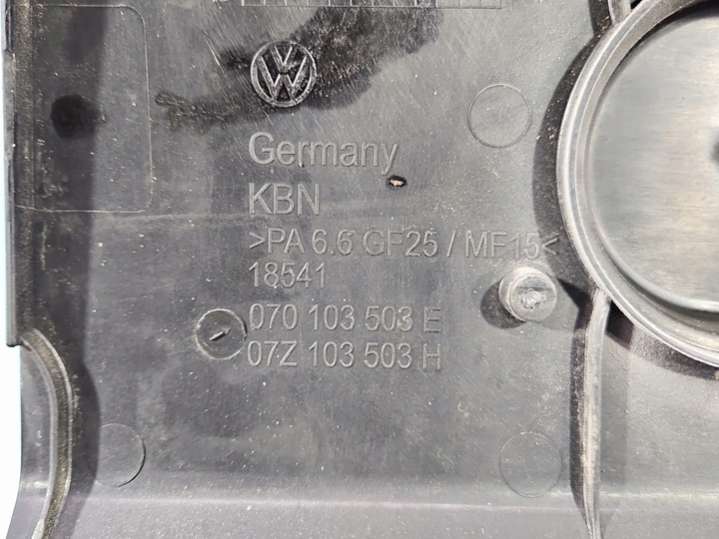 Germany
KBN
>PA 6.6 GF25 / MF15<
18541
070 103 503 E
07Z 103 503 H